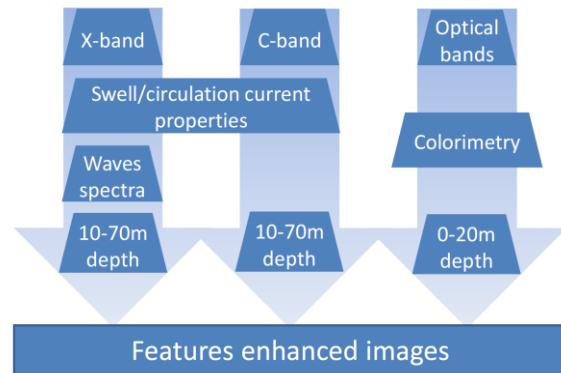 X-band
C-band
Optical
bands
Swell/circulation current
properties
Colorimetry
Waves
spectra
10-70m
depth
10-70m
depth
0-20m
depth
Features enhanced images